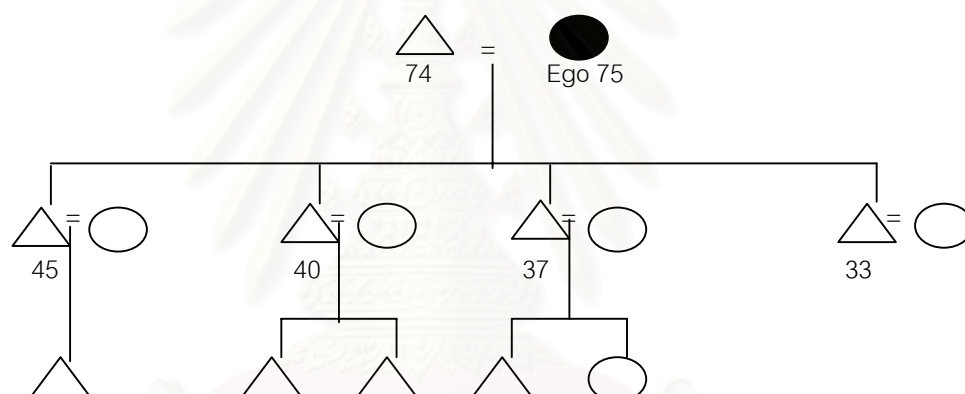 =
74 Ego 75
= = = =
45 40 37 33